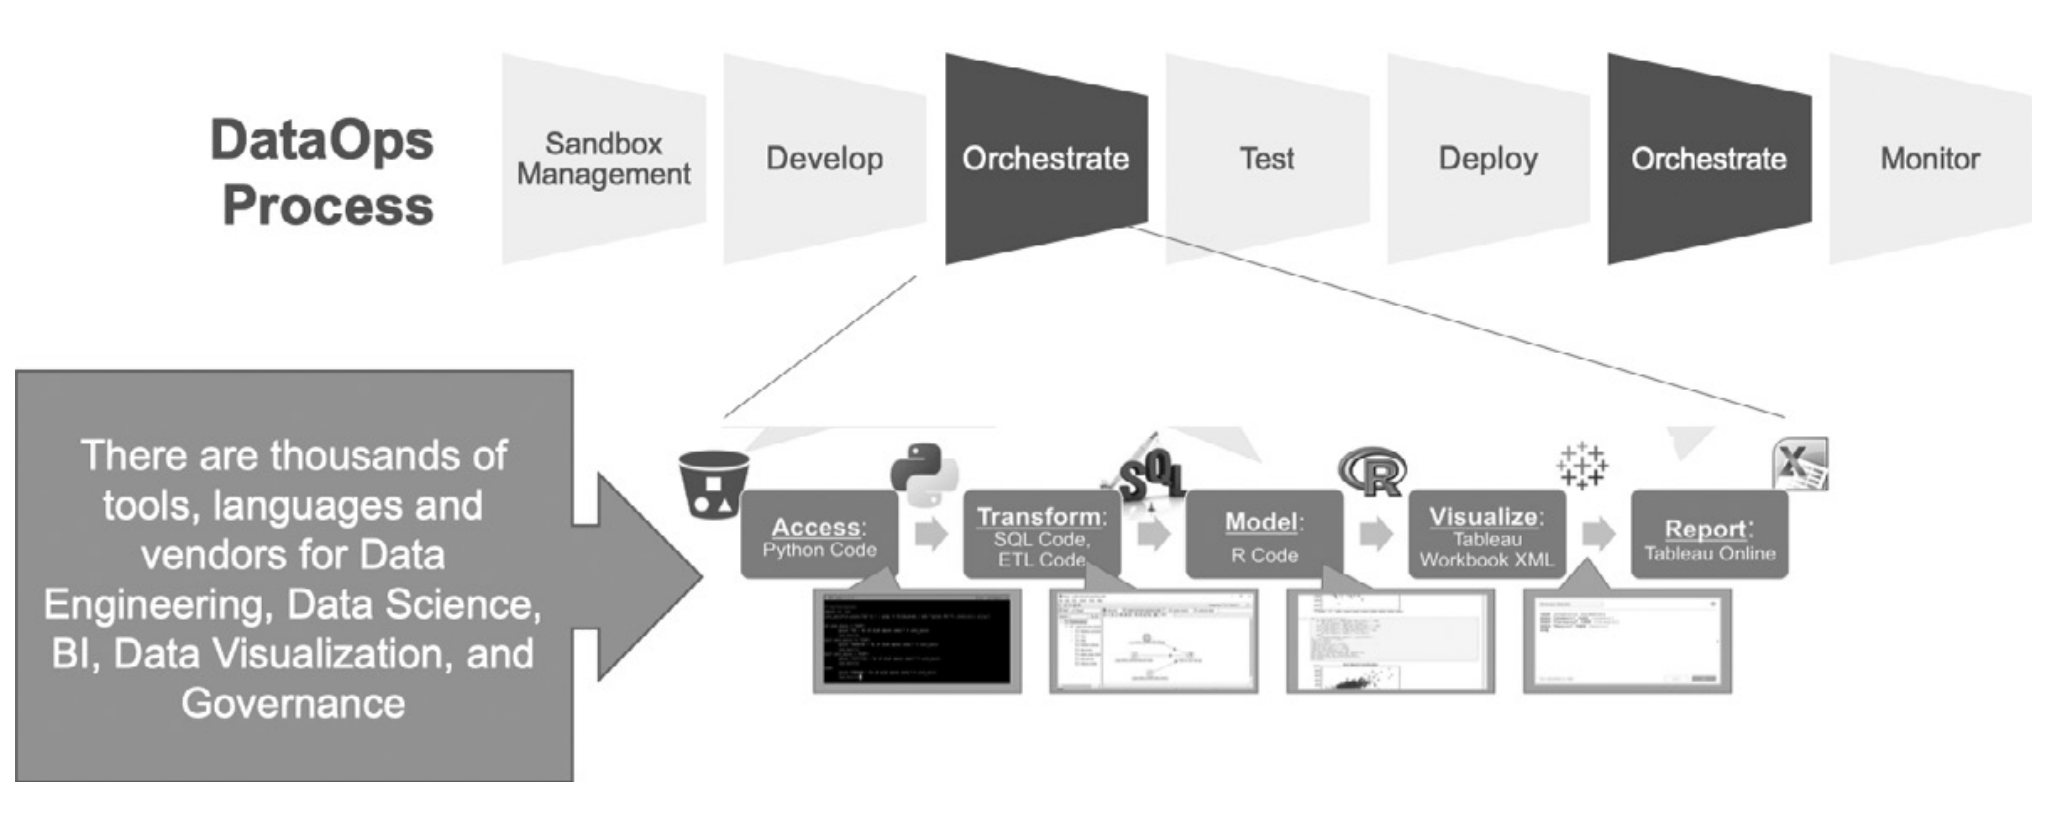 DataOps
Process
Sandbox
Management
Develop
Orchestrate
Test
Deploy
Orchestrate
Monitor
There are thousands of
tools, languages and
vendors for Data
Engineering, Data Science,
BI, Data Visualization, and
Governance
SQL
R
X
Access:
Python Code
Transform:
SQL Code,
ETL Code
Model:
R Code
Visualize:
Tableau
Workbook XML
Report:
Tableau Online